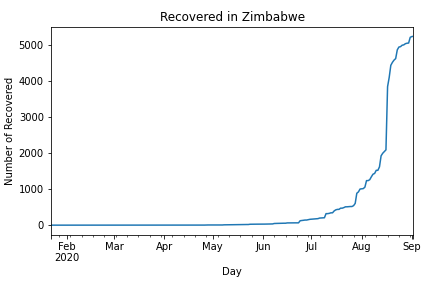 Recovered in Zimbabwe
Number of Recovered
5000
4000
3000
2000
1000
0
Feb Mar Apr May Jun Jul Aug Sep
2020
Day